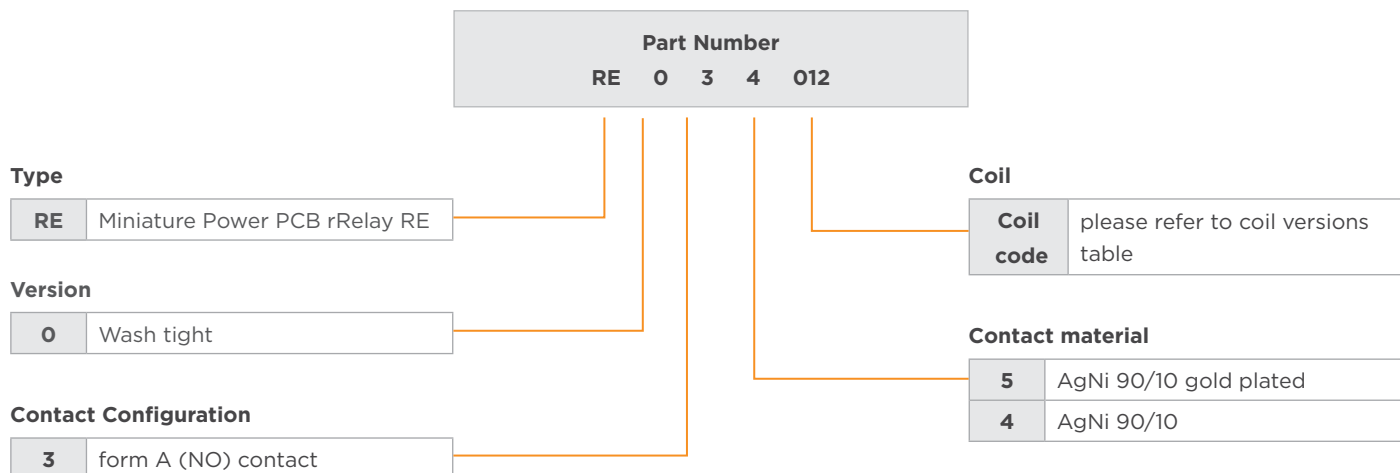 Part Number
RE 0 3 4 012
Type
RE Miniature Power PCB rRelay RE
Version
0 Wash tight
Contact Configuration
3 form A (NO) contact
Coil
Coil code please refer to coil versions
table
Contact material
5 AgNi 90/10 gold plated
4 AgNi 90/10